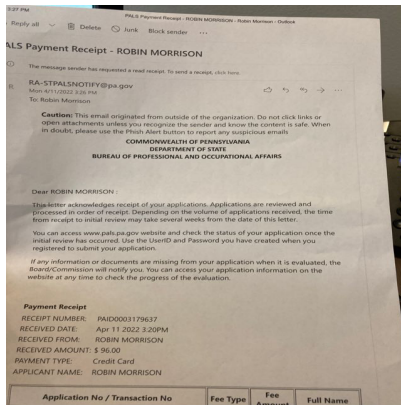 3:27 PM
PALS Payment Receipt - ROBIN MORRISON - Robin Morrison - Outlook
Reply all Delete Junk Block sender ...
ALS Payment Receipt - ROBIN MORRISON
The message sender has requested a read receipt. To send a receipt, click here.
RA-STPALSNOTIFY@pa.gov
Mon 4/11/2022 3:26 PM
To: Robin Morrison
Caution: This email originated from outside of the organization. Do not click links or
open attachments unless you recognize the sender and know the content is safe. When
in doubt, please use the Phish Alert button to report any suspicious emails
COMMONWEALTH OF PENNSYLVANIA
DEPARTMENT OF STATE
BUREAU OF PROFESSIONAL AND OCCUPATIONAL AFFAIRS
Dear ROBIN MORRISON :
This letter acknowledges receipt of your applications. Applications are reviewed and
processed in order of receipt. Depending on the volume of applications received, the time
from receipt to initial review may take several weeks from the date of this letter.
You can access www.pals.pa.gov website and check the status of your application once the
initial review has occurred. Use the UserID and Password you have created when you
registered to submit your application.
If any information or documents are missing from your application when it is evaluated, the
Board/Commission will notify you. You can access your application information on the
website at any time to check the progress of the evaluation.
Payment Receipt
RECEIPT NUMBER: PAID0003179637
RECEIVED DATE: Apr 11 2022 3:20PM
RECEIVED FROM: ROBIN MORRISON
RECEIVED AMOUNT: $ 96.00
PAYMENT TYPE: Credit Card
APPLICANT NAME: ROBIN MORRISON
Application No / Transaction No Fee Type Fee Amount Full Name